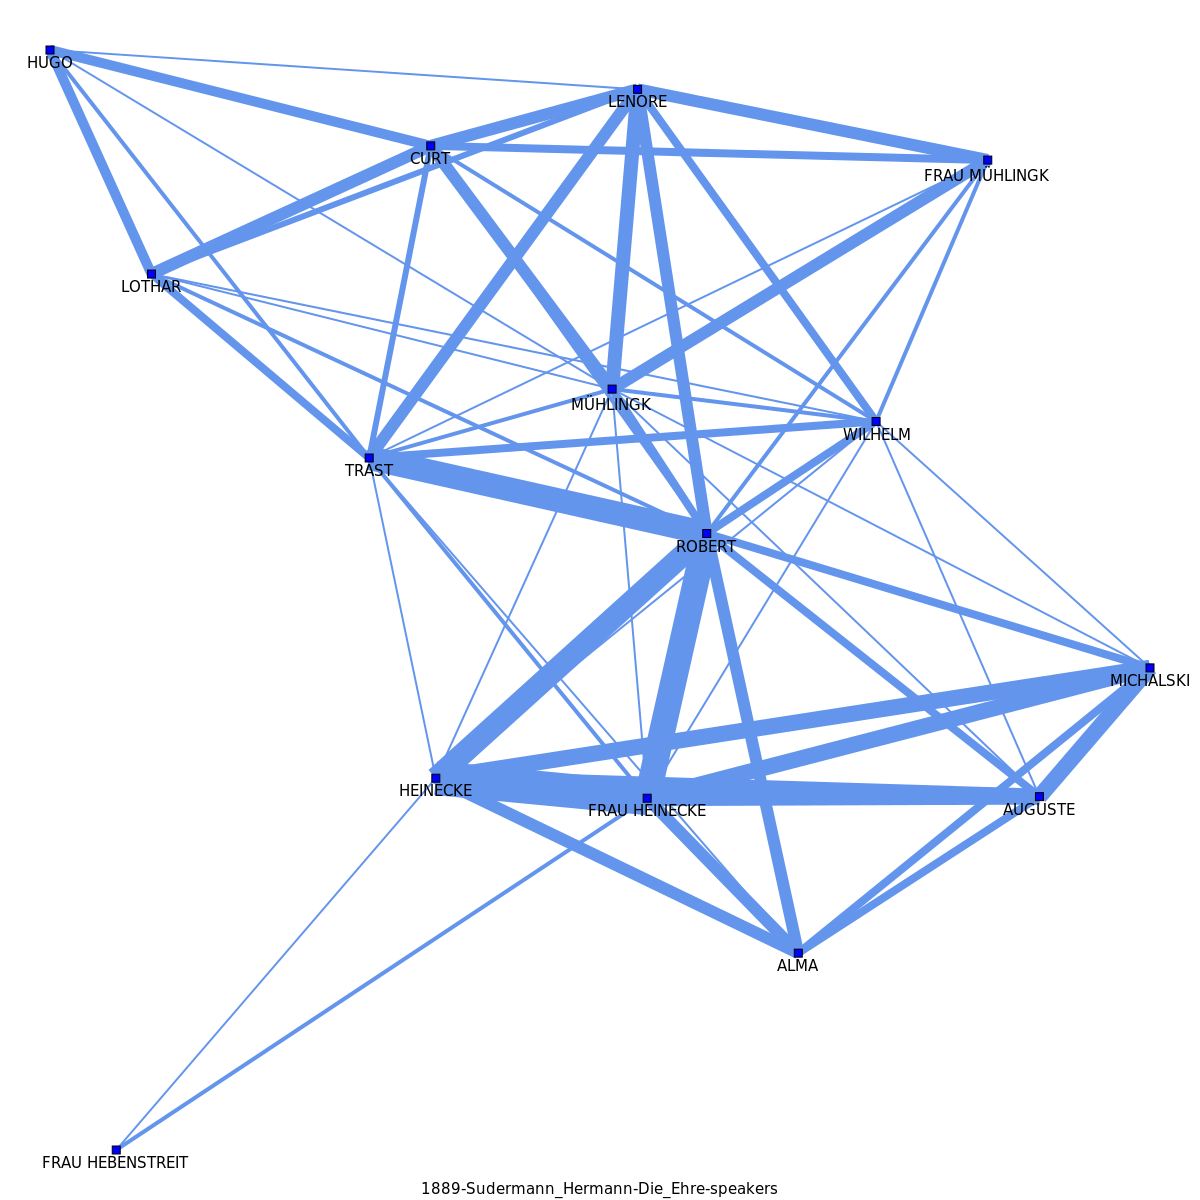 HUGO
LENORE
CURT
FRAU MÜHLINGK
LOTHAR
MÜHLINGK
WILHELM
TRAST
ROBERT
MICHALSKI
HEINECKE
FRAU HEINECKE
AUGUSTE
ALMA
FRAU HEBENSTREIT
1889-Sudermann_Hermann-Die_Ehre-speakers